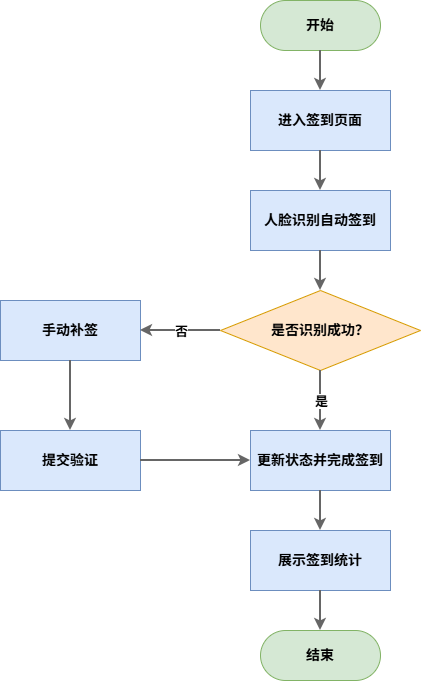 开始
进入签到页面
人脸识别自动签到
是否识别成功?
否
手动补签
是
提交验证
更新状态并完成签到
展示签到统计
结束